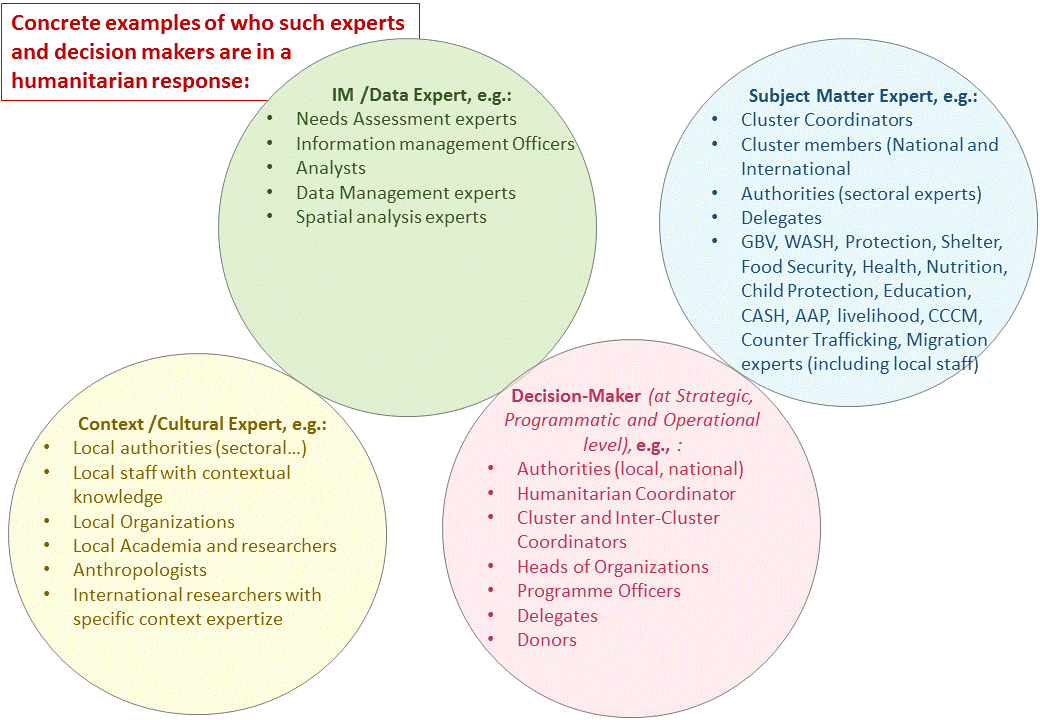 Concrete examples of who such experts
and decision makers are in a
humanitarian response:
IM /Data Expert, e.g.:
• Needs Assessment experts
• Information management Officers
• Analysts
• Data Management experts
• Spatial analysis experts
Subject Matter Expert, e.g.:
• Cluster Coordinators
• Cluster members (National and
International
• Authorities (sectoral experts)
• Delegates
• GBV, WASH, Protection, Shelter,
Food Security, Health, Nutrition,
Child Protection, Education,
CASH, AAP, livelihood, CCCM,
Counter Trafficking, Migration
experts (including local staff)
Context /Cultural Expert, e.g.:
• Local authorities (sectoral…)
• Local staff with contextual
knowledge
• Local Organizations
• Local Academia and researchers
• Anthropologists
• International researchers with
specific context expertize
Decision-Maker (at Strategic,
Programmatic and Operational
level), e.g., :
• Authorities (local, national)
• Humanitarian Coordinator
• Cluster and Inter-Cluster
Coordinators
• Heads of Organizations
• Programme Officers
• Delegates
• Donors